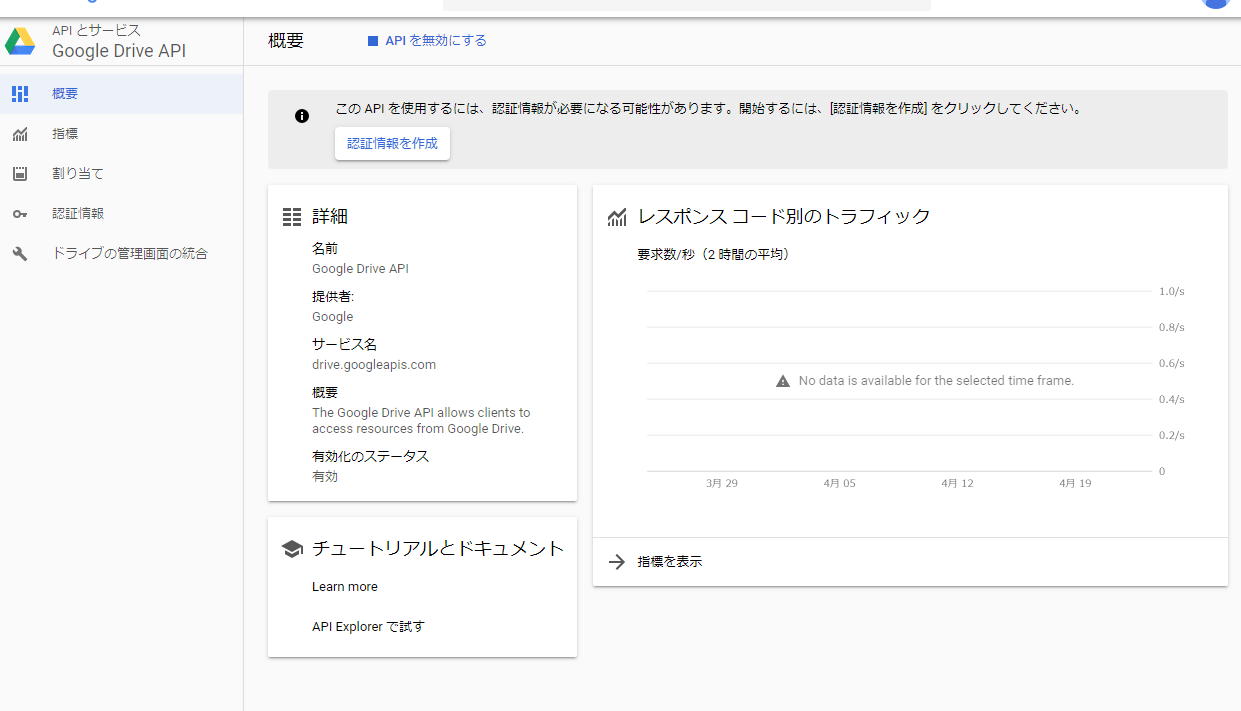 API とサービス
Google Drive API
概要
API を無効にする
概要
指標
割り当て
認証情報
ドライブの管理画面の統合
この API を使用するには、認証情報が必要になる可能性があります。開始するには、[認証情報を作成] をクリックしてください。
認証情報を作成
詳細
名前
Google Drive API
提供者:
Google
サービス名
drive.googleapis.com
概要
The Google Drive API allows clients to
access resources from Google Drive.
有効化のステータス
有効
チュートリアルとドキュメント
Learn more
API Explorer で試す
レスポンス コード別のトラフィック
要求数/秒（2 時間の平均）
1.0/s
0.8/s
0.6/s
No data is available for the selected time frame.
0.4/s
0.2/s
0
3月 29
4月 05
4月 12
4月 19
指標を表示